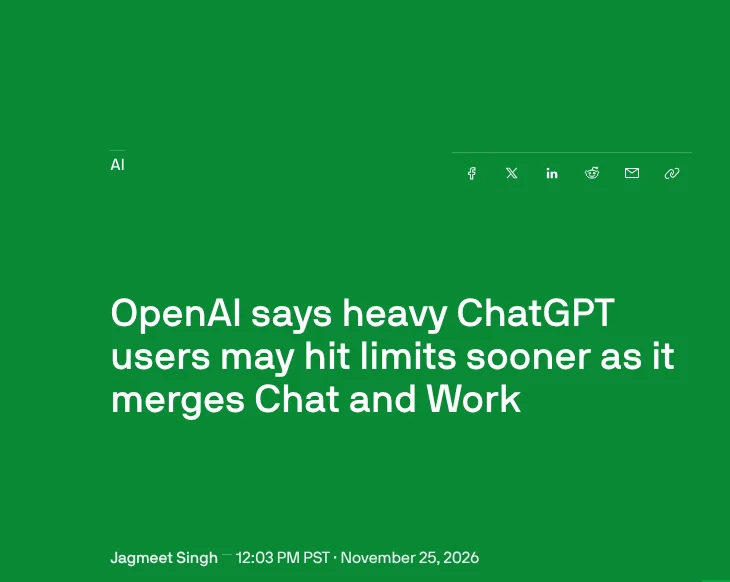 AI
OpenAI says heavy ChatGPT
users may hit limits sooner as it
merges Chat and Work
Jagmeet Singh — 12:03 PM PST · November 25, 2026